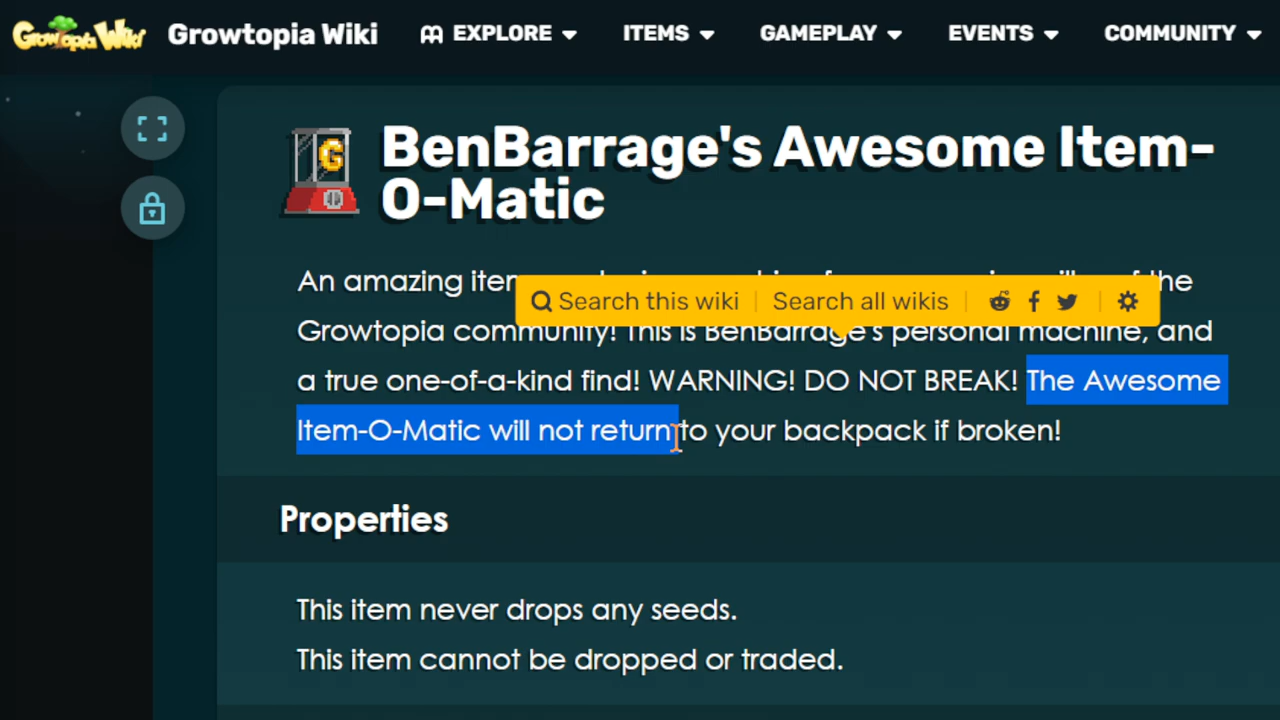 Growtopia Wiki
Growtopia Wiki
EXPLORE
ITEMS
GAMEPLAY
EVENTS
COMMUNITY
G
BenBarrage's Awesome Item-
O-Matic
An amazing the
Search this wiki
Search all wikis
Growtopia community! This is BenBarrage's personal machine, and
a true one-of-a-kind find! WARNING! DO NOT BREAK! The Awesome
Item-O-Matic will not return to your backpack if broken!
Properties
This item never drops any seeds.
This item cannot be dropped or traded.